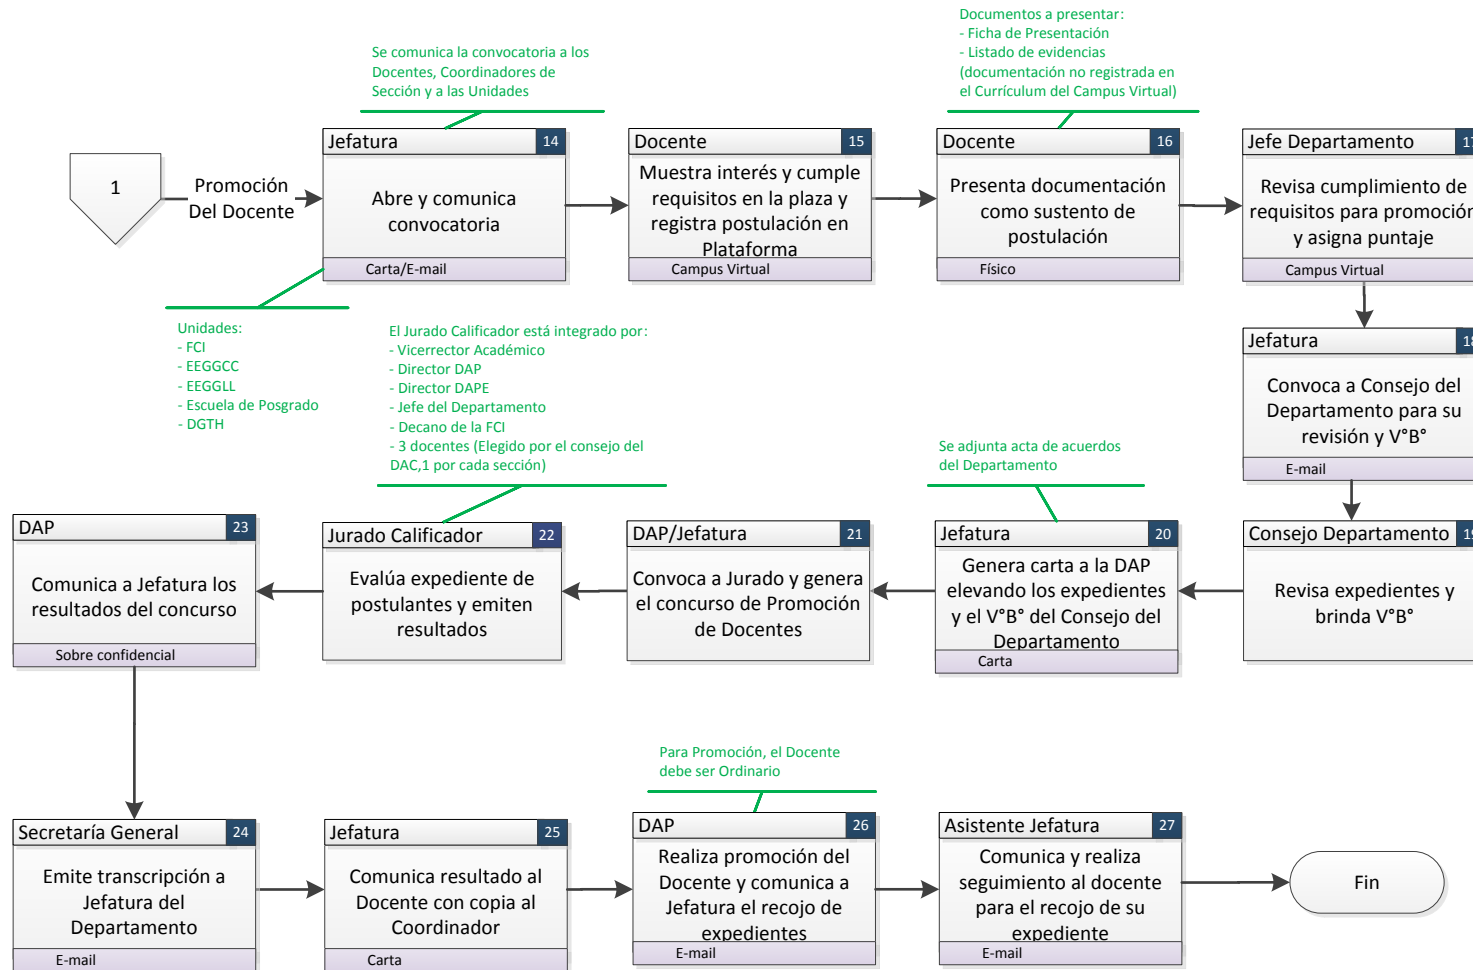 Documentos a presentar:
- Ficha de Presentación
- Listado de evidencias
(documentación no registrada en
el Currículum del Campus Virtual)
Se comunica la convocatoria a los
Docentes, Coordinadores de
Sección y a las Unidades
1
Promoción
Del Docente
Jefatura 14
Abre y comunica
convocatoria
Carta/E-mail
Docente 15
Muestra interés y cumple
requisitos en la plaza y
registra postulación en
Plataforma
Campus Virtual
Docente 16
Presenta documentación
como sustento de
postulación
Físico
Jefe Departamento 17
Revisa cumplimiento de
requisitos para promoción
y asigna puntaje
Campus Virtual
Unidades:
- FCI
- EEGGCC
- EEGGLL
- Escuela de Posgrado
- DGTH
El Jurado Calificador está integrado por:
- Vicerrector Académico
- Director DAP
- Director DAPE
- Jefe del Departamento
- Decano de la FCI
- 3 docentes (Elegido por el consejo del
DAC,1 por cada sección)
Jefatura 18
Convoca a Consejo del
Departamento para su
revisión y V°B°
E-mail
Se adjunta acta de acuerdos
del Departamento
DAP 23
Comunica a Jefatura los
resultados del concurso
Sobre confidencial
Jurado Calificador 22
Evalúa expediente de
postulantes y emiten
resultados
DAP/Jefatura 21
Convoca a Jurado y genera
el concurso de Promoción
de Docentes
Jefatura 20
Genera carta a la DAP
elevando los expedientes
y el V°B° del Consejo del
Departamento
Carta
Consejo Departamento 19
Revisa expedientes y
brinda V°B°
Para Promoción, el Docente
debe ser Ordinario
Secretaría General 24
Emite transcripción a
Jefatura del
Departamento
E-mail
Jefatura 25
Comunica resultado al
Docente con copia al
Coordinador
Carta
DAP 26
Realiza promoción del
Docente y comunica a
Jefatura el recojo de
expedientes
E-mail
Asistente Jefatura 27
Comunica y realiza
seguimiento al docente
para el recojo de su
expediente
E-mail
Fin